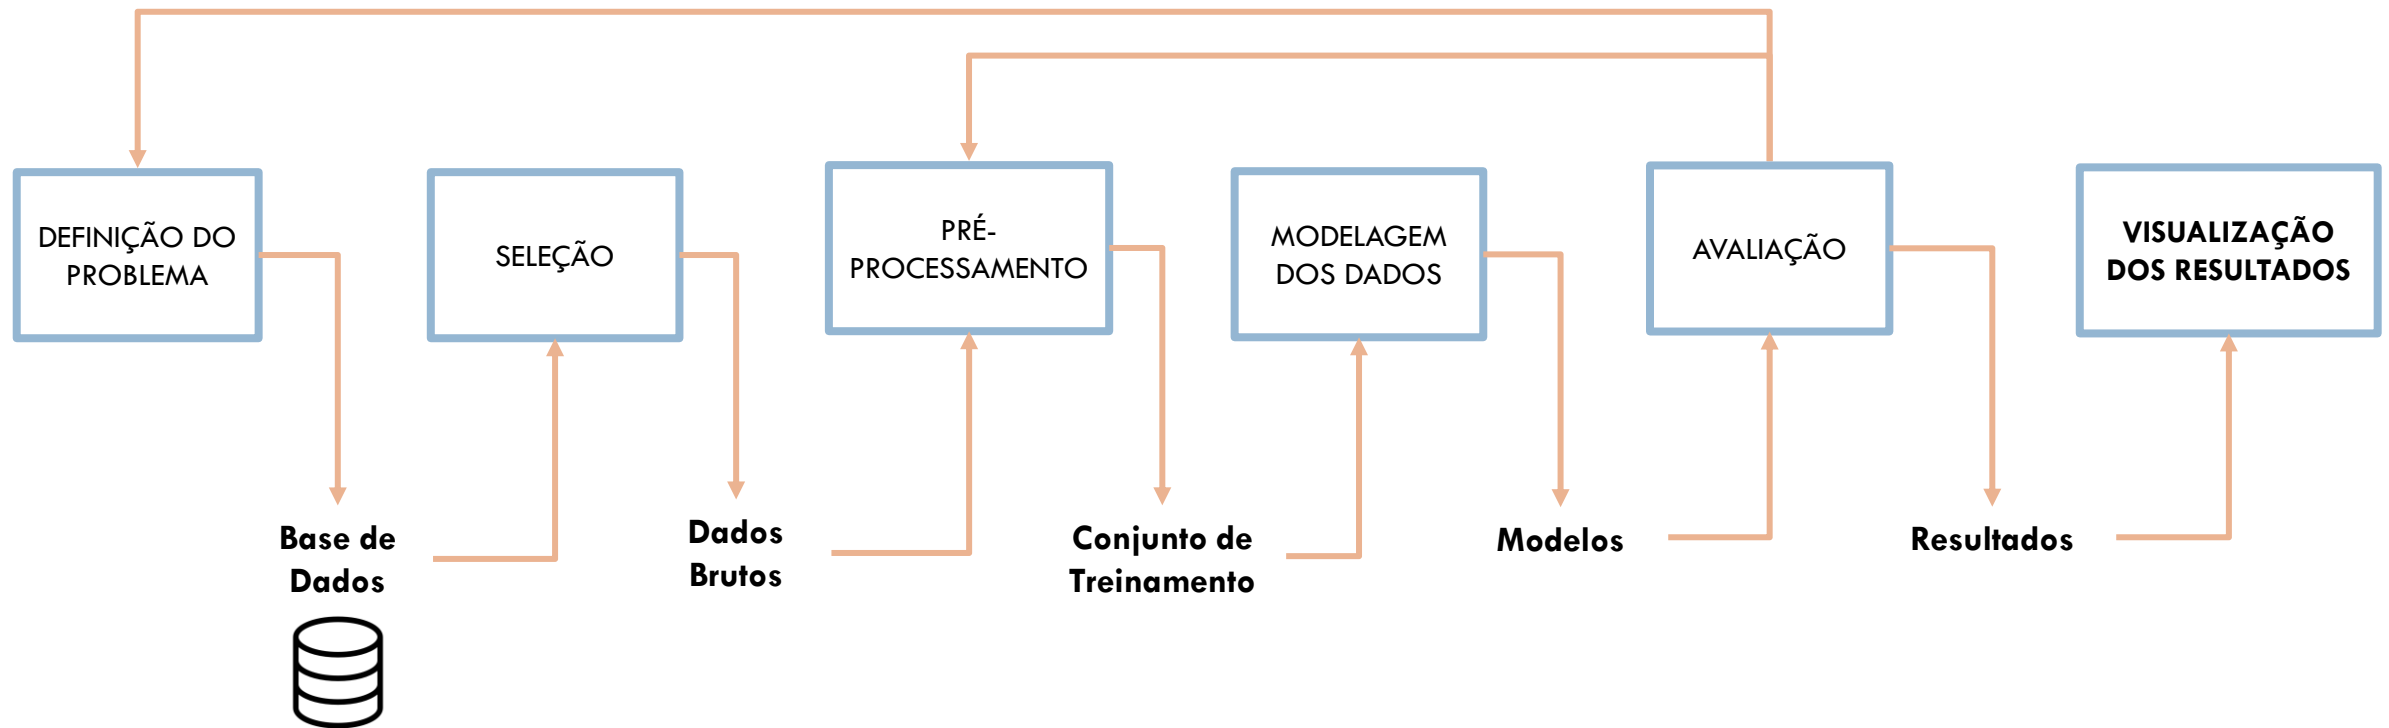 DEFINIÇÃO DO
PROBLEMA
SELEÇÃO
PRÉ-
PROCESSAMENTO
MODELAGEM
DOS DADOS
AVALIAÇÃO
VISUALIZAÇÃO
DOS RESULTADOS
Base de
Dados
Dados
Brutos
Conjunto de
Treinamento
Modelos
Resultados